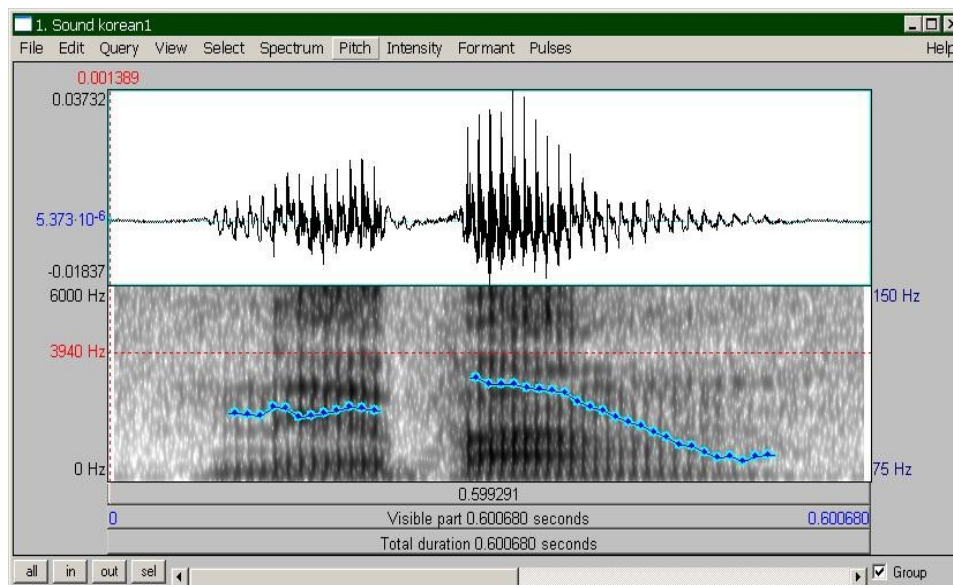 1. Sound korean1
File Edit Query View Select Spectrum Pitch Intensity Formant Pulses Help
0.001389
0.03732
5.373·10⁻⁶
-0.01837
6000 Hz 150 Hz
3940 Hz
0 Hz 75 Hz
0.599291
0 Visible part 0.600680 seconds 0.600680
Total duration 0.600680 seconds
all in out sel Group